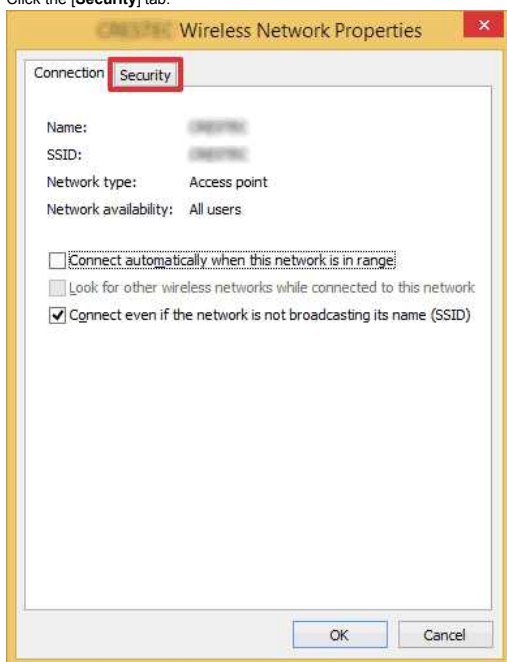 Click the [Security] tab.
Wireless Network Properties
Connection
Security
Name:
SSID:
Network type: Access point
Network availability: All users
Connect automatically when this network is in range
Look for other wireless networks while connected to this network
Connect even if the network is not broadcasting its name (SSID)
OK
Cancel